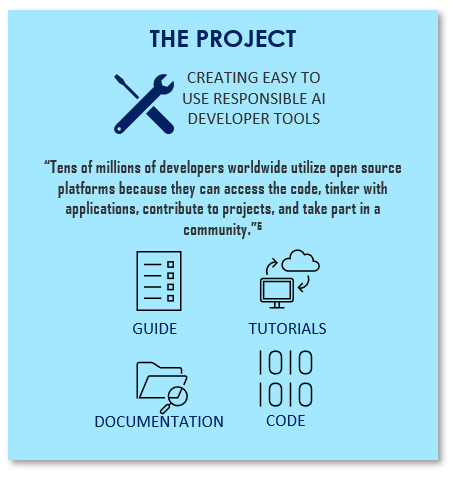 THE PROJECT
CREATING EASY TO
USE RESPONSIBLE AI
DEVELOPER TOOLS
“Tens of millions of developers worldwide utilize open source
platforms because they can access the code, tinker with
applications, contribute to projects, and take part in a
community.”⁵
GUIDE
TUTORIALS
1010
1010
DOCUMENTATION
CODE